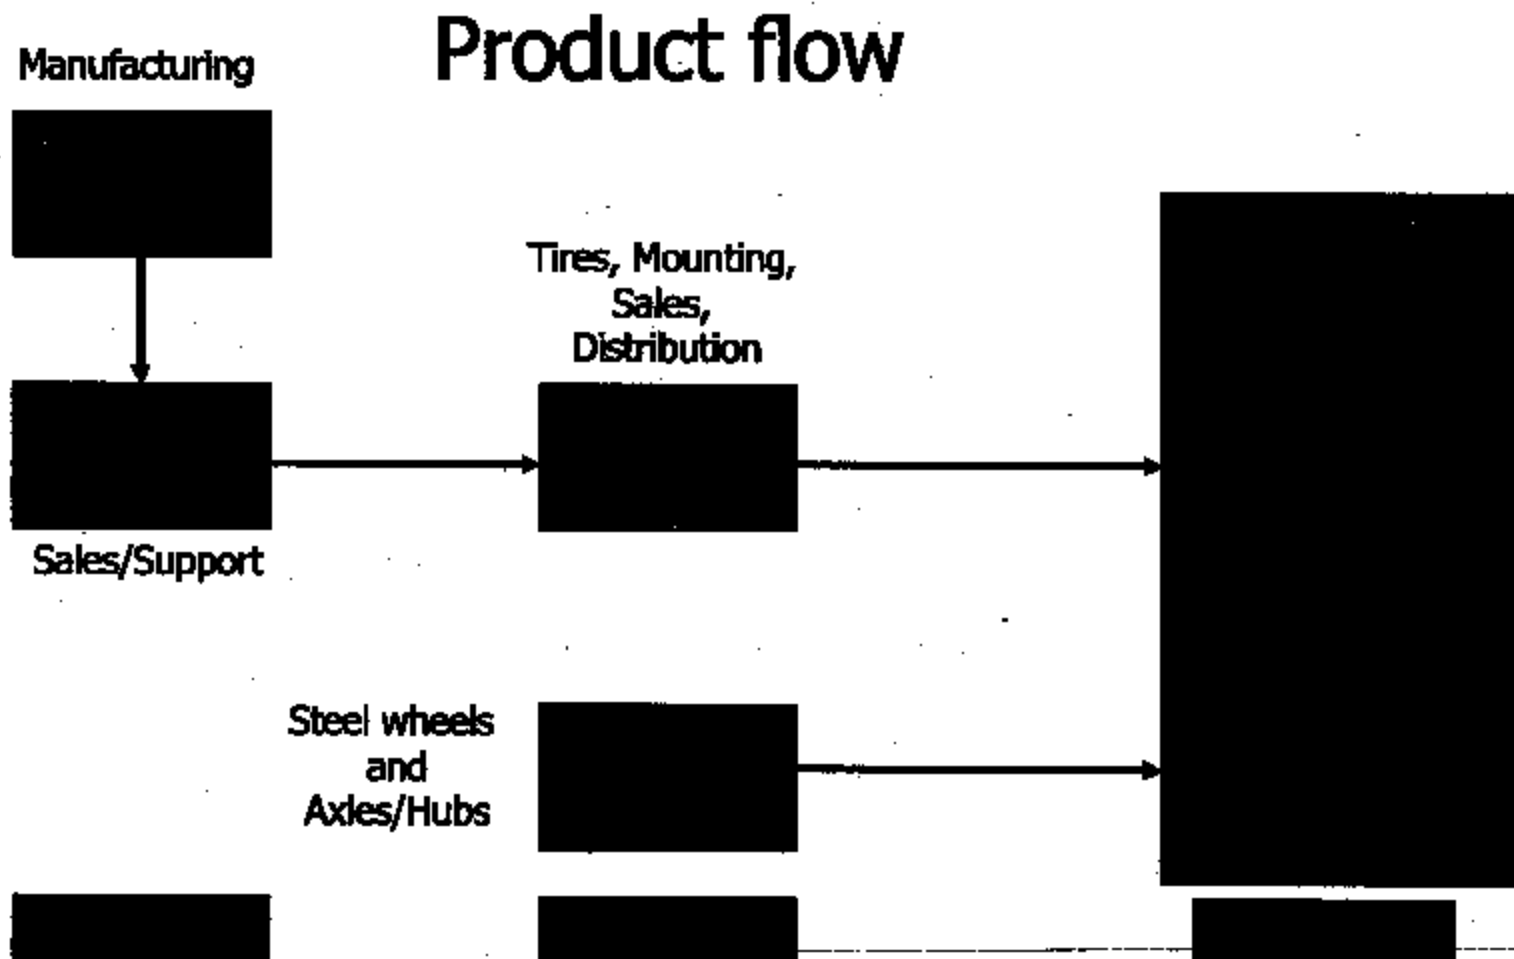 Product flow
Manufacturing
Tires, Mounting,
Sales,
Distribution
Sales/Support
Steel wheels
and
Axles/Hubs